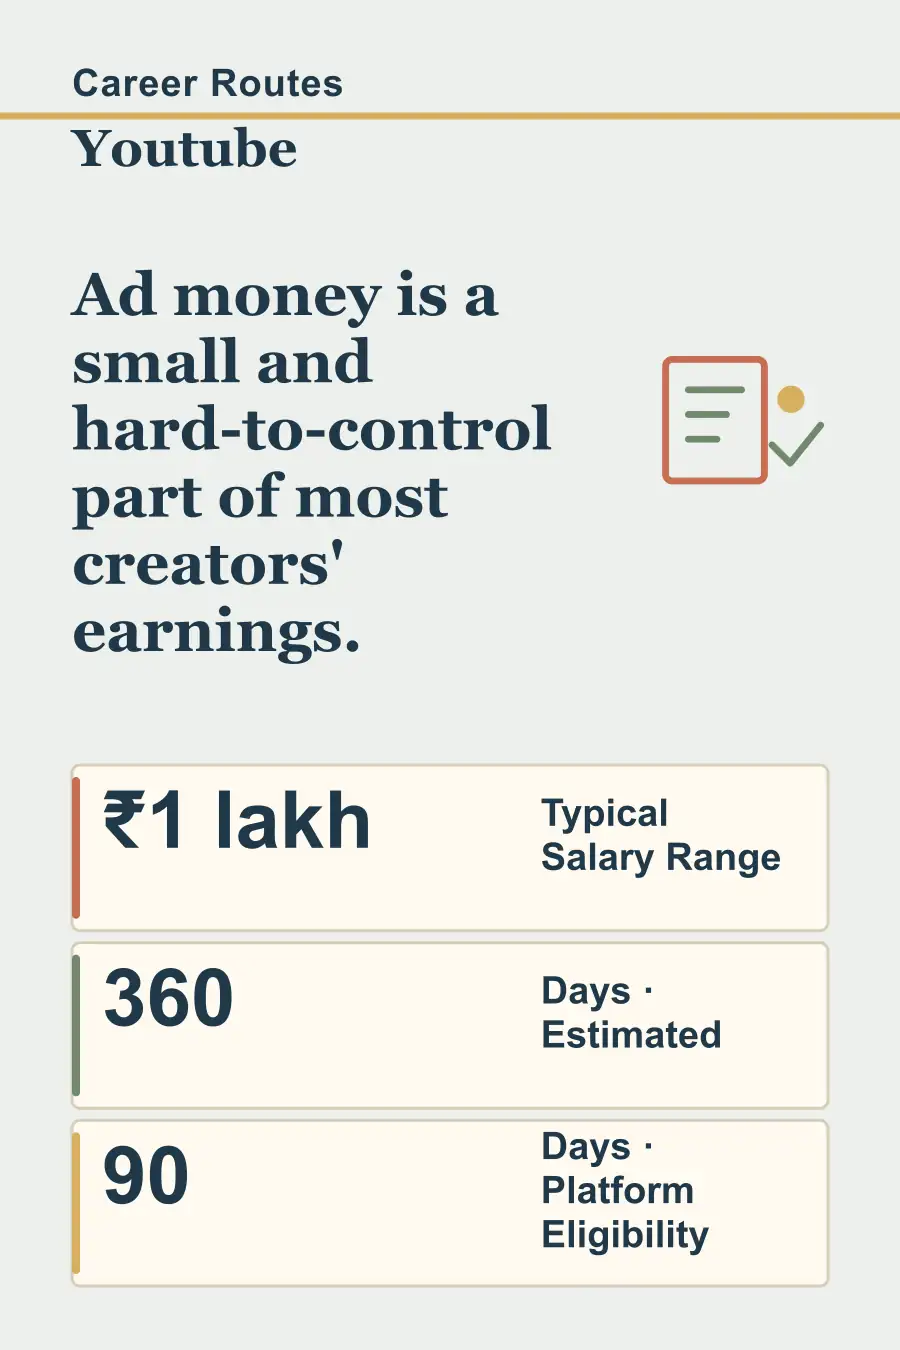 Career Routes
Youtube
Ad money is a
small and
hard-to-control
part of most
creators'
earnings.
₹1 lakh
Typical
Salary Range
360
Days ·
Estimated
90
Days ·
Platform
Eligibility